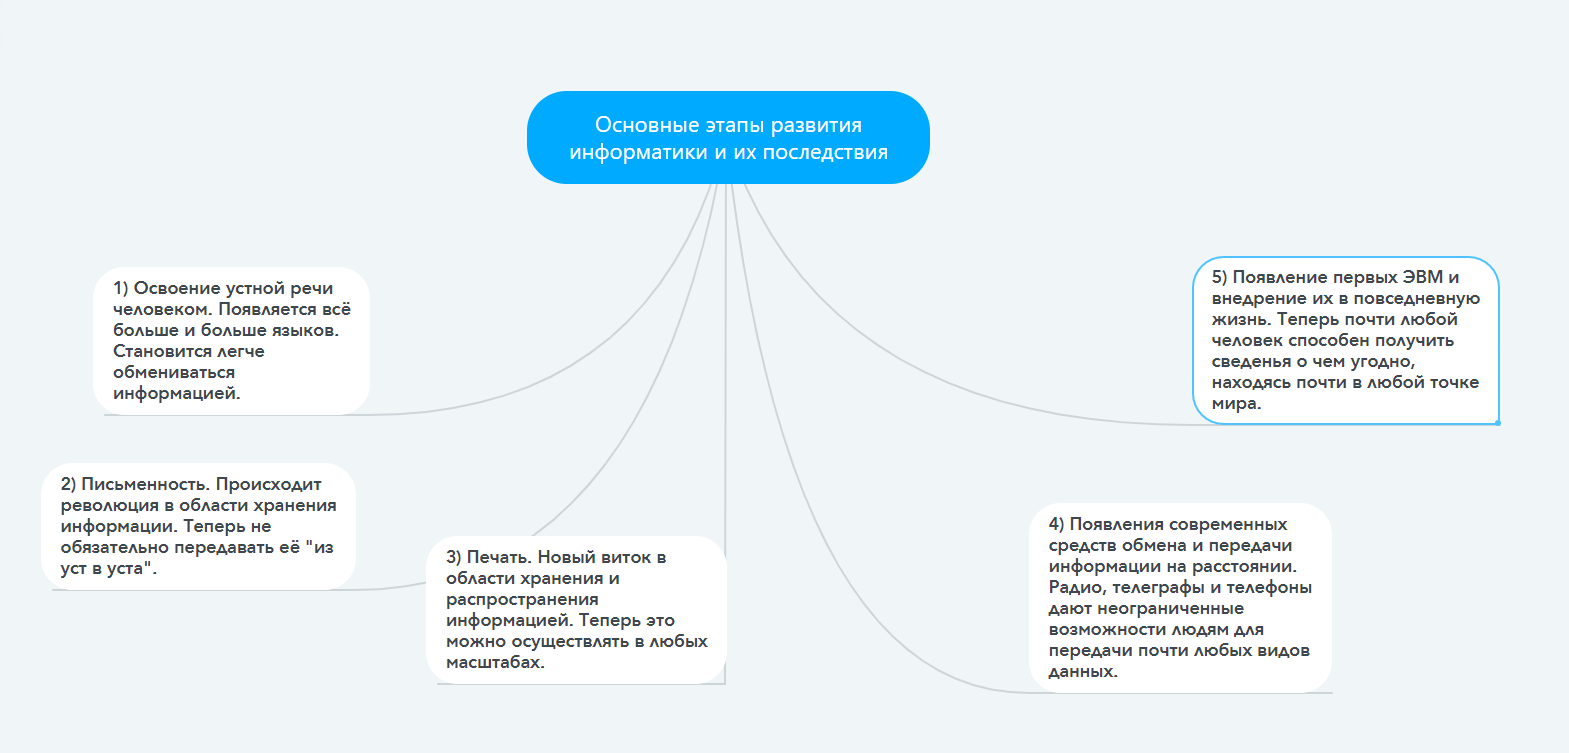 Основные этапы развития
информатики и их последствия
1) Освоение устной речи
человеком. Появляется всё
больше и больше языков.
Становится легче
обмениваться
информацией.
2) Письменность. Происходит
революция в области хранения
информации. Теперь не
обязательно передавать её "из
уст в уста".
3) Печать. Новый виток в
области хранения и
распространения
информацией. Теперь это
можно осуществлять в любых
масштабах.
4) Появления современных
средств обмена и передачи
информации на расстоянии.
Радио, телеграфы и телефоны
дают неограниченные
возможности людям для
передачи почти любых видов
данных.
5) Появление первых ЭВМ и
внедрение их в повседневную
жизнь. Теперь почти любой
человек способен получить
сведенья о чем угодно,
находясь почти в любой точке
мира.